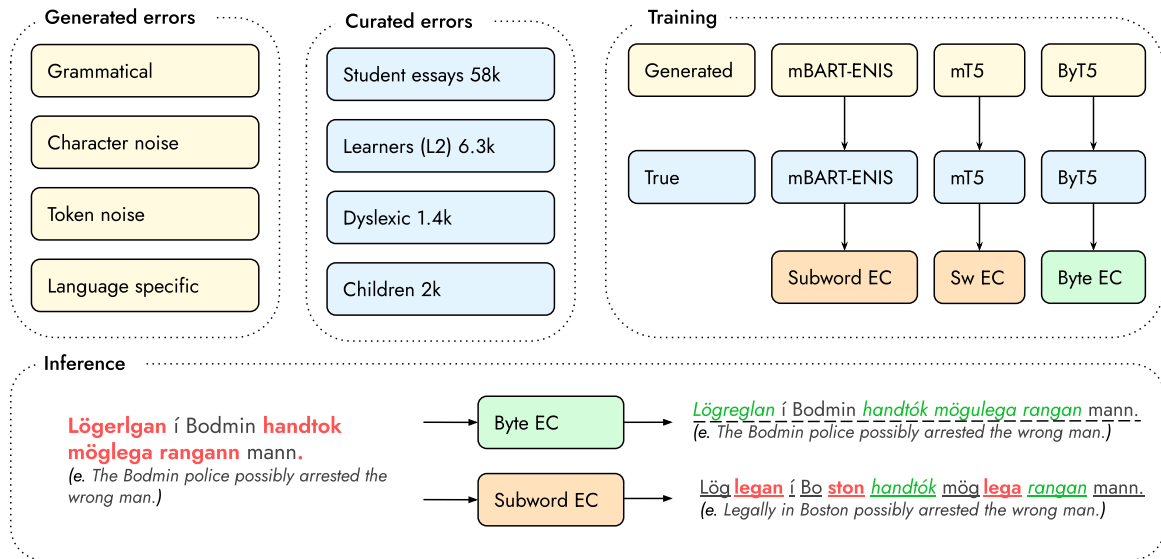 Generated errors
Grammatical
Character noise
Token noise
Language specific
Curated errors
Student essays 58k
Learners (L2) 6.3k
Dyslexic 1.4k
Children 2k
Training
Generated mBART-ENIS mT5 ByT5
True mBART-ENIS mT5 ByT5
Subword EC Sw EC Byte EC
Inference
Lögerlgan í Bodmin handtok
möglega rangann mann.
(e. The Bodmin police possibly arrested the
wrong man.)
Byte EC
Subword EC
Lögreglan í Bodmin handtók mögulega rangan mann.
(e. The Bodmin police possibly arrested the wrong man.)
Lög legan í Bo ston handtók mög lega rangan mann.
(e. Legally in Boston possibly arrested the wrong man.)